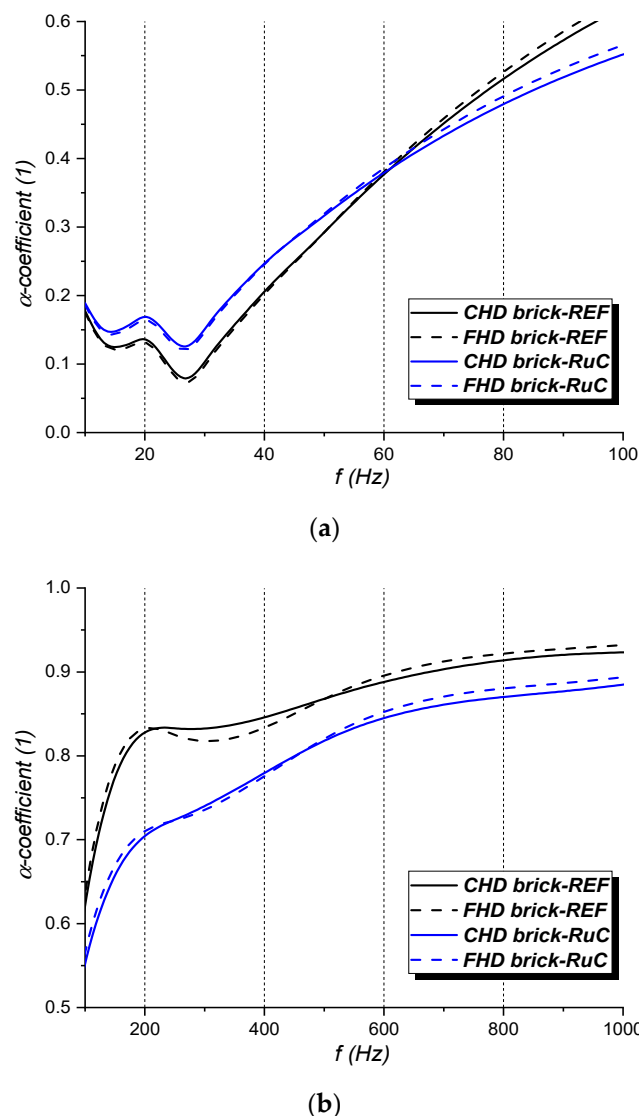 0.6
0.5
0.4
0.3
0.2
0.1
0.0
α-coefficient (1)
CHD brick-REF
FHD brick-REF
CHD brick-RuC
FHD brick-RuC
20 40 60 80 100
f (Hz)
(a)
1.0
0.9
0.8
0.7
0.6
0.5
α-coefficient (1)
CHD brick-REF
FHD brick-REF
CHD brick-RuC
FHD brick-RuC
200 400 600 800 1000
f (Hz)
(b)